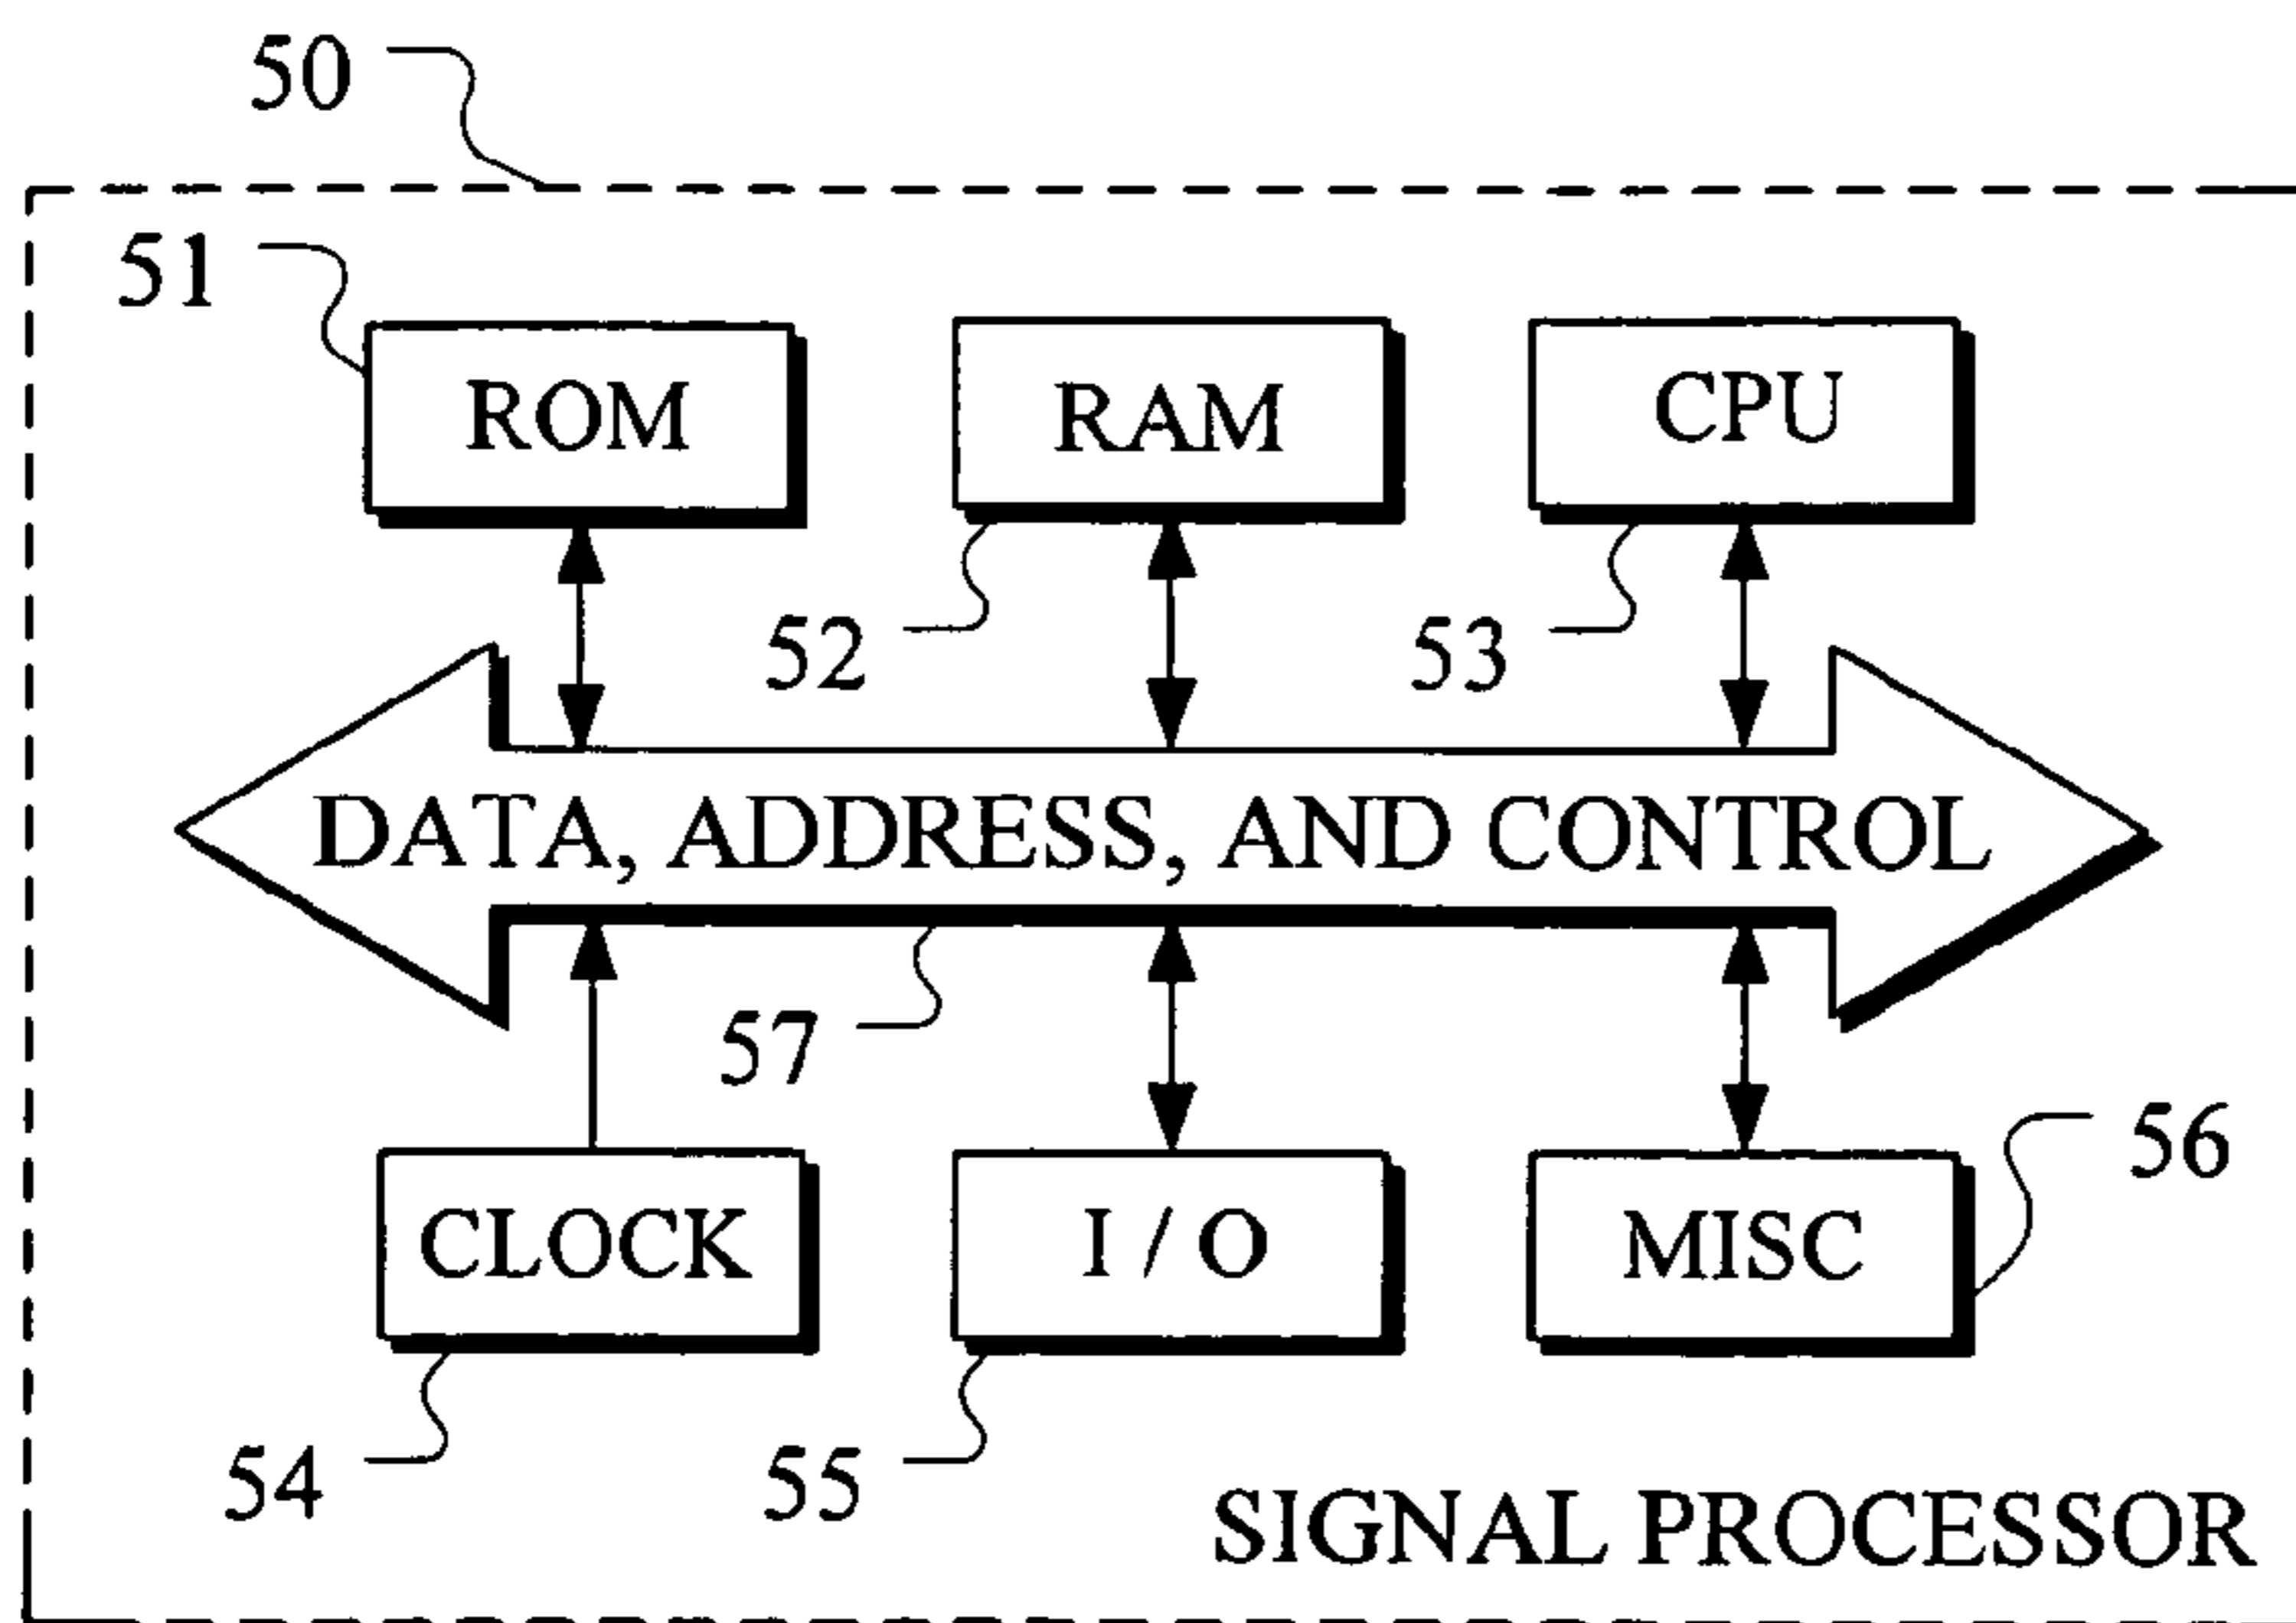 50
51
ROM
RAM
CPU
52
53
DATA, ADDRESS, AND CONTROL
57
56
CLOCK
I / O
MISC
54
55
SIGNAL PROCESSOR